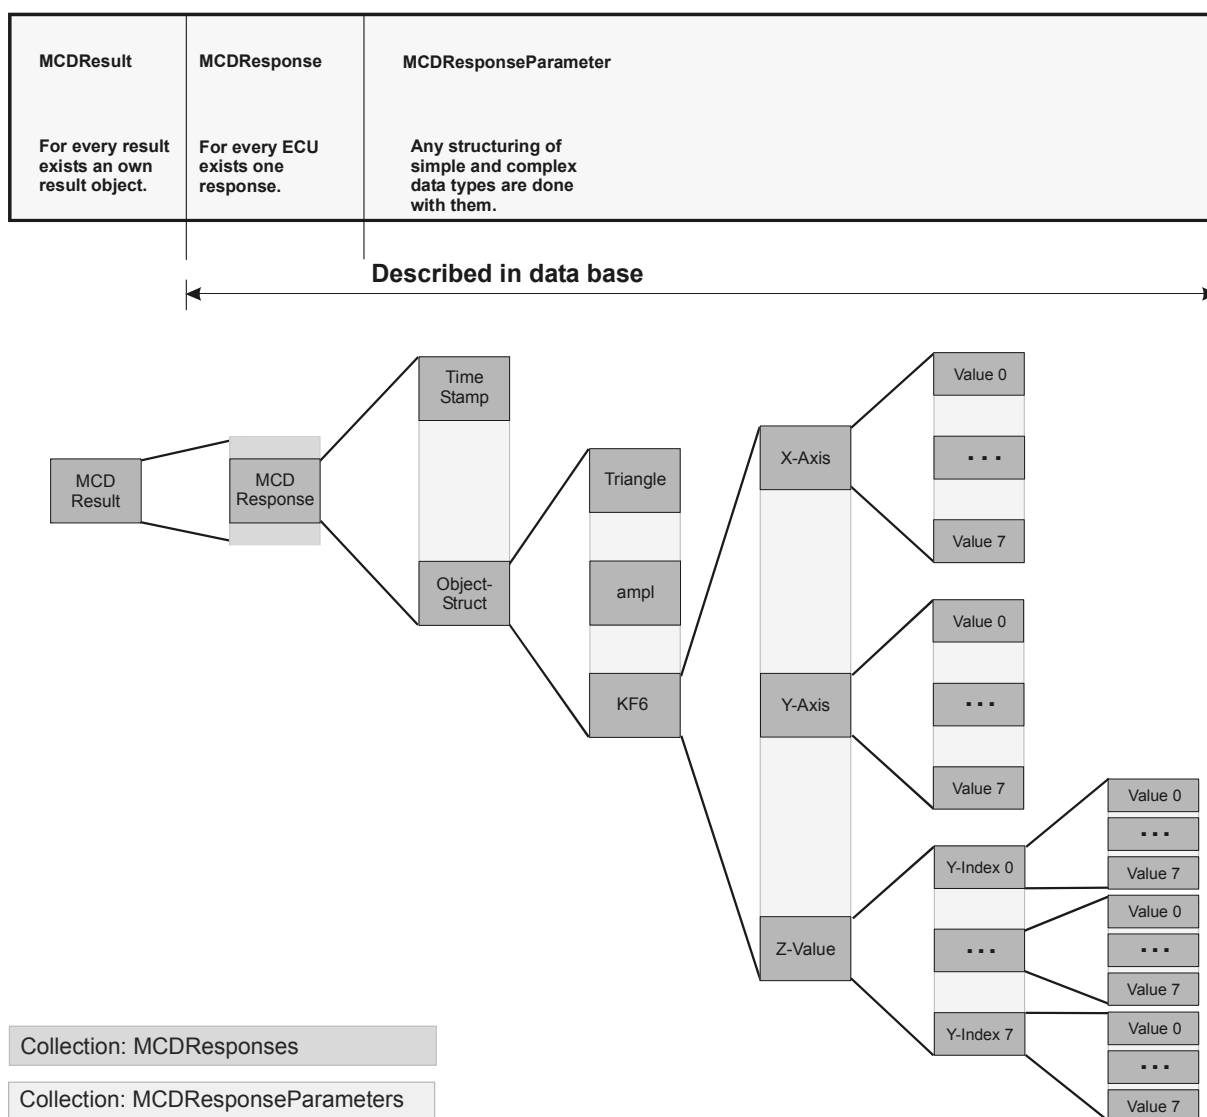 MCDResult
MCDResponse
MCDResponseParameter
For every result
exists an own
result object.
For every ECU
exists one
response.
Any structuring of
simple and complex
data types are done
with them.
Described in data base
MCD
Result
MCD
Response
Time
Stamp
Object-
Struct
Triangle
ampl
KF6
X-Axis
Y-Axis
Z-Value
Value 0
...
Value 7
Value 0
...
Value 7
Y-Index 0
...
Y-Index 7
Value 0
...
Value 7
Value 0
...
Value 7
Value 0
...
Value 7
Collection: MCDResponses
Collection: MCDResponseParameters